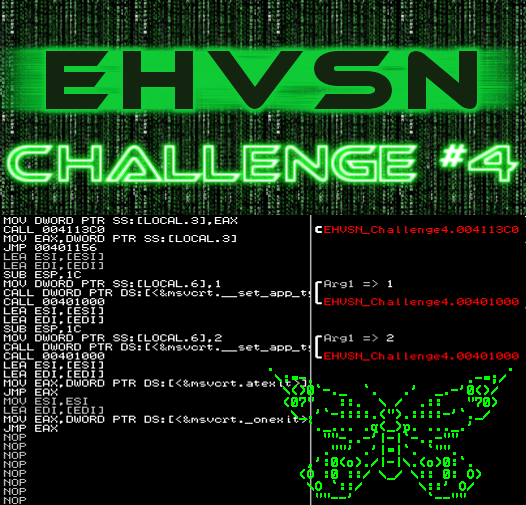 EHVSN
CHALLENGE #4
MOV DWORD PTR SS:[LOCAL.3],EAX
CALL 004113C0
EHVSN_Challenge4.004113C0
MOV EAX,DWORD PTR SS:[LOCAL.3]
JMP 00401156
LEA ESI,[ESI]
LEA EDI,[EDI]
SUB ESP,1C
MOV DWORD PTR SS:[LOCAL.6],1
Arg1 => 1
CALL DWORD PTR DS:[<&msvcrt.__set_app_ty
CALL 00401000
EHVSN_Challenge4.00401000
LEA ESI,[ESI]
LEA EDI,[EDI]
SUB ESP,1C
MOV DWORD PTR SS:[LOCAL.6],2
Arg1 => 2
CALL DWORD PTR DS:[<&msvcrt.__set_app_ty
CALL 00401000
EHVSN_Challenge4.00401000
LEA ESI,[ESI]
LEA EDI,[EDI]
MOV EAX,DWORD PTR DS:[<&msvcrt.atexit>]
JMP EAX
MOV ESI,ESI
LEA EDI,[EDI]
MOV EAX,DWORD PTR DS:[<&msvcrt._onexit>
JMP EAX
NOP
NOP
NOP
NOP
NOP
NOP
NOP
NOP